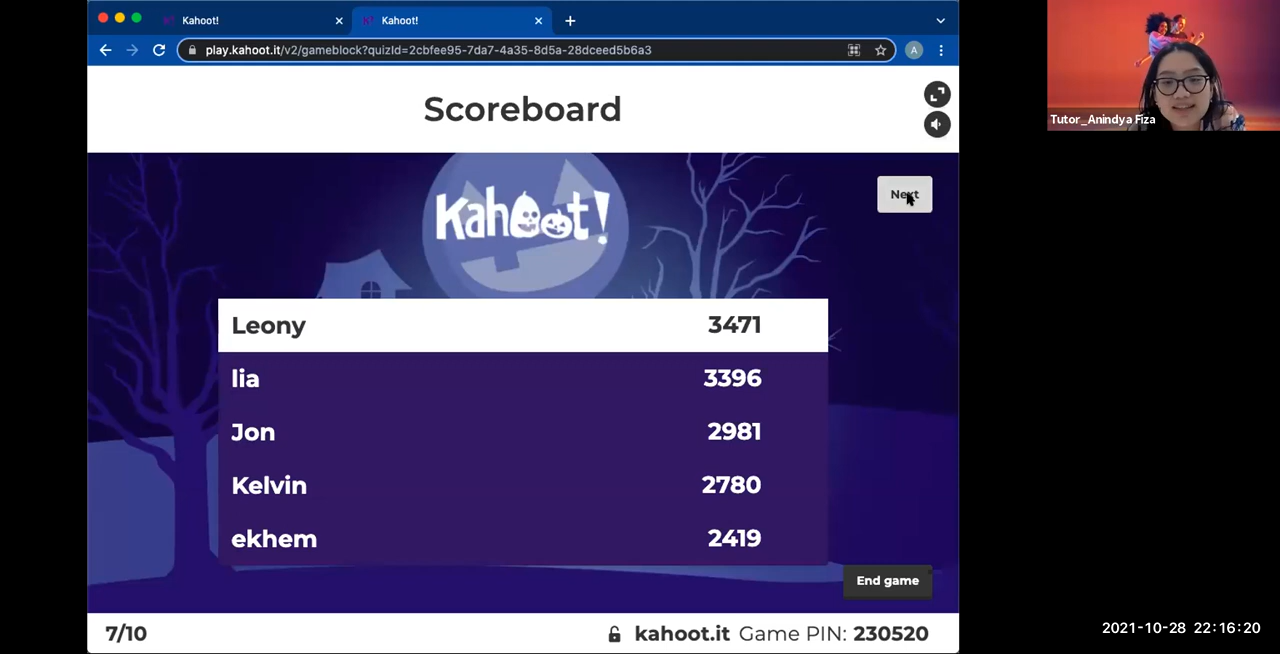 Kahoot!
Kahoot!
play.kahoot.it/v2/gameblock?quizId=2cbfee95-7da7-4a35-8d5a-28dceed5b6a3
A
Scoreboard
Tutor_Anindya Fiza
Next
Kahoot!
Leony 3471
lia 3396
Jon 2981
Kelvin 2780
ekhem 2419
End game
7/10
kahoot.it Game PIN: 230520
2021-10-28 22:16:20